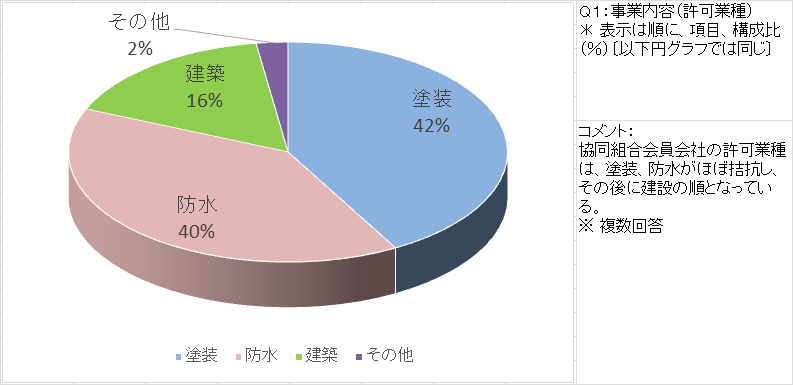 その他
2%
建築
16%
塗装
42%
防水
40%
塗装 防水 建築 その他
Q1:事業内容(許可業種)
* 表示は順に、項目、構成比
(%)〔以下円グラフでは同じ〕
コメント:
協同組合会員会社の許可業種
は、塗装、防水がほぼ拮抗し、
その後に建設の順となってい
る。
※ 複数回答